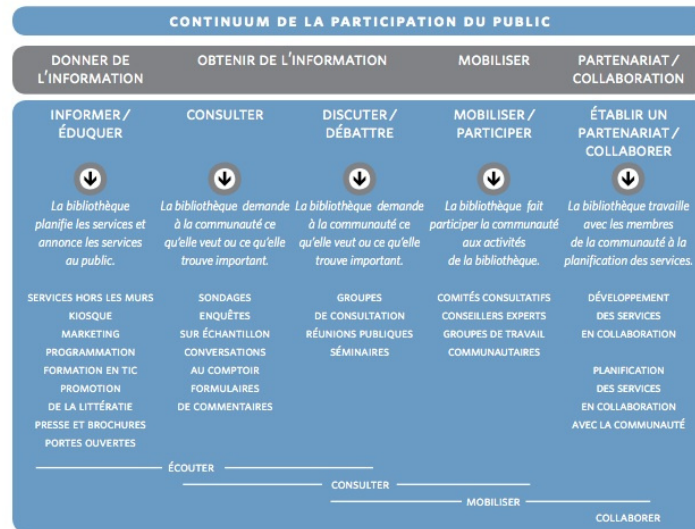 CONTINUUM DE LA PARTICIPATION DU PUBLIC
DONNER DE
L'INFORMATION
OBTENIR DE L'INFORMATION
MOBILISER
PARTENARIAT /
COLLABORATION
INFORMER /
ÉDUQUER
La bibliothèque
planifie les services et
annonce les services
au public.
SERVICES HORS LES MURS
KIOSQUE
MARKETING
PROGRAMMATION
FORMATION EN TIC
PROMOTION
DE LA LITTÉRATIE
PRESSE ET BROCHURES
PORTES OUVERTES
CONSULTER
La bibliothèque demande
à la communauté ce
qu'elle veut ou ce qu'elle
trouve important.
SONDAGES
ENQUÊTES
SUR ÉCHANTILLON
CONVERSATIONS
AU COMPTOIR
FORMULAIRES
DE COMMENTAIRES
DISCUTER /
DÉBATTRE
La bibliothèque demande
à la communauté ce
qu'elle veut ou ce qu'elle
trouve important.
GROUPES
DE CONSULTATION
RÉUNIONS PUBLIQUES
SÉMINAIRES
MOBILISER /
PARTICIPER
La bibliothèque fait
participer la communauté
aux activités
de la bibliothèque.
COMITÉS CONSULTATIFS
CONSEILLERS EXPERTS
GROUPES DE TRAVAIL
COMMUNAUTAIRES
ÉTABLIR UN
PARTENARIAT /
COLLABORER
La bibliothèque travaille
avec les membres
de la communauté à la
planification des services.
DÉVELOPPEMENT
DES SERVICES
EN COLLABORATION
PLANIFICATION
DES SERVICES
EN COLLABORATION
AVEC LA COMMUNAUTÉ
ÉCOUTER
CONSULTER
MOBILISER
COLLABORER